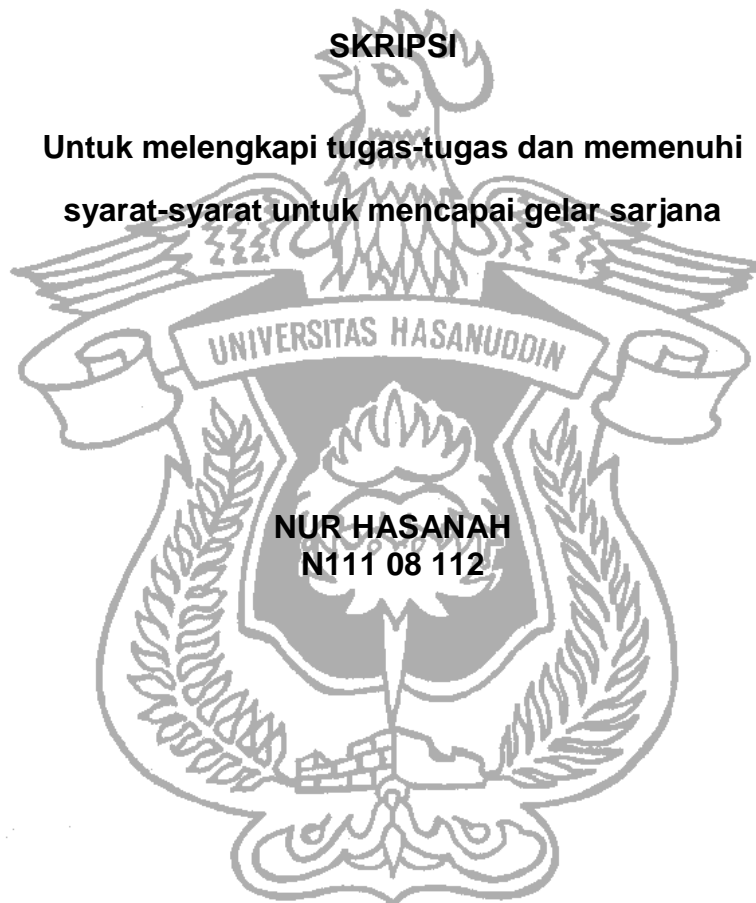 SKRIPSI
Untuk melengkapi tugas-tugas dan memenuhi
syarat-syarat untuk mencapai gelar sarjana
UNIVERSITAS HASANUDDIN
NUR HASANAH
N111 08 112